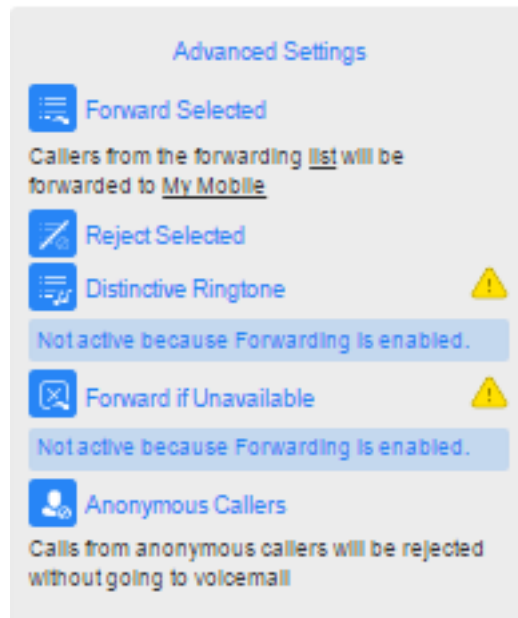 Advanced Settings
Forward Selected
Callers from the forwarding list will be
forwarded to My Mobile
Reject Selected
Distinctive Ringtone
Not active because Forwarding is enabled.
Forward if Unavailable
Not active because Forwarding is enabled.
Anonymous Callers
Calls from anonymous callers will be rejected
without going to voicemail